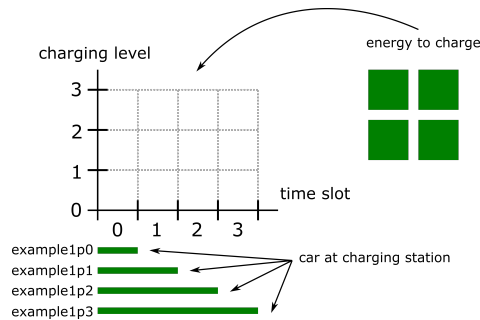 energy to charge
charging level
3
2
1
0
time slot
0 1 2 3
example1p0
example1p1
car at charging station
example1p2
example1p3